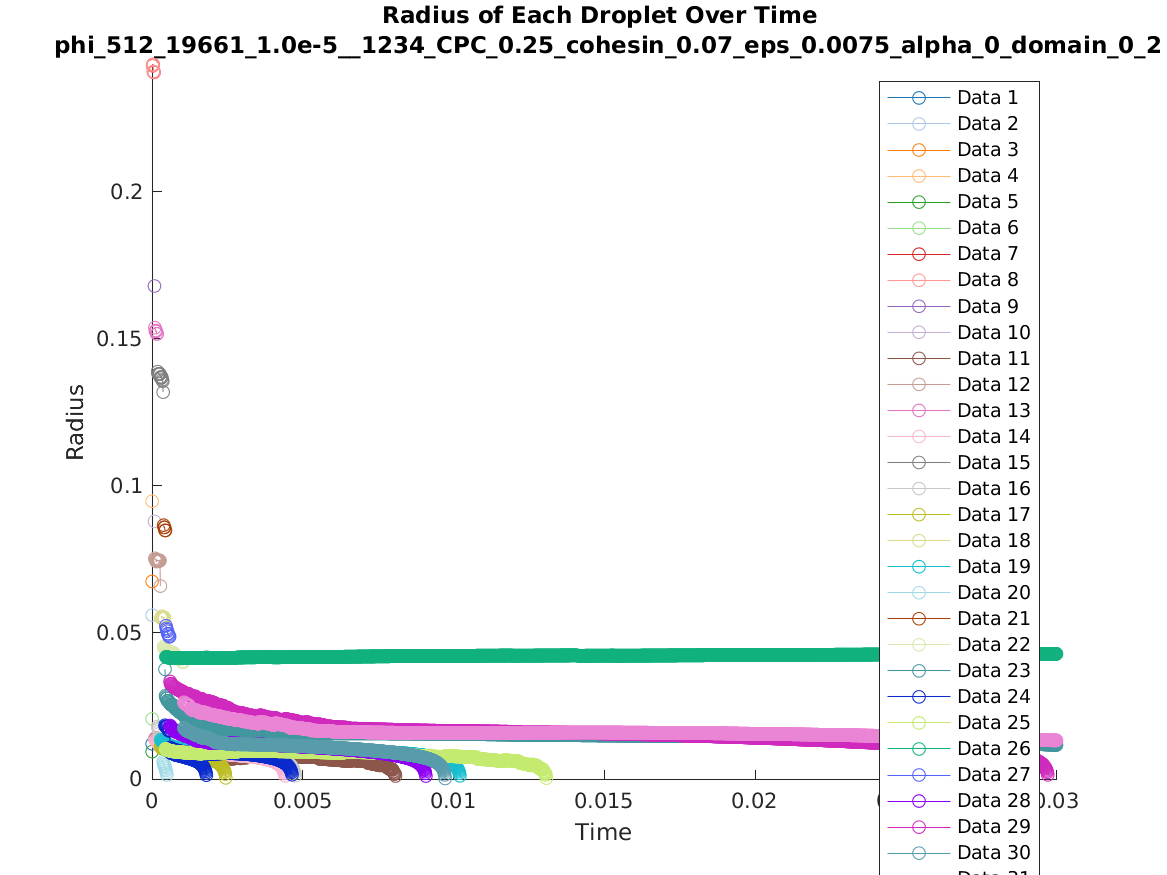 Radius of Each Droplet Over Time
phi_512_19661_1.0e-5__1234_CPC_0.25_cohesin_0.07_eps_0.0075_alpha_0_domain_0_2
Radius
0.2
0.15
0.1
0.05
0
0
0.005
0.01
0.015
0.02
0.03
Time
Data 1
Data 2
Data 3
Data 4
Data 5
Data 6
Data 7
Data 8
Data 9
Data 10
Data 11
Data 12
Data 13
Data 14
Data 15
Data 16
Data 17
Data 18
Data 19
Data 20
Data 21
Data 22
Data 23
Data 24
Data 25
Data 26
Data 27
Data 28
Data 29
Data 30